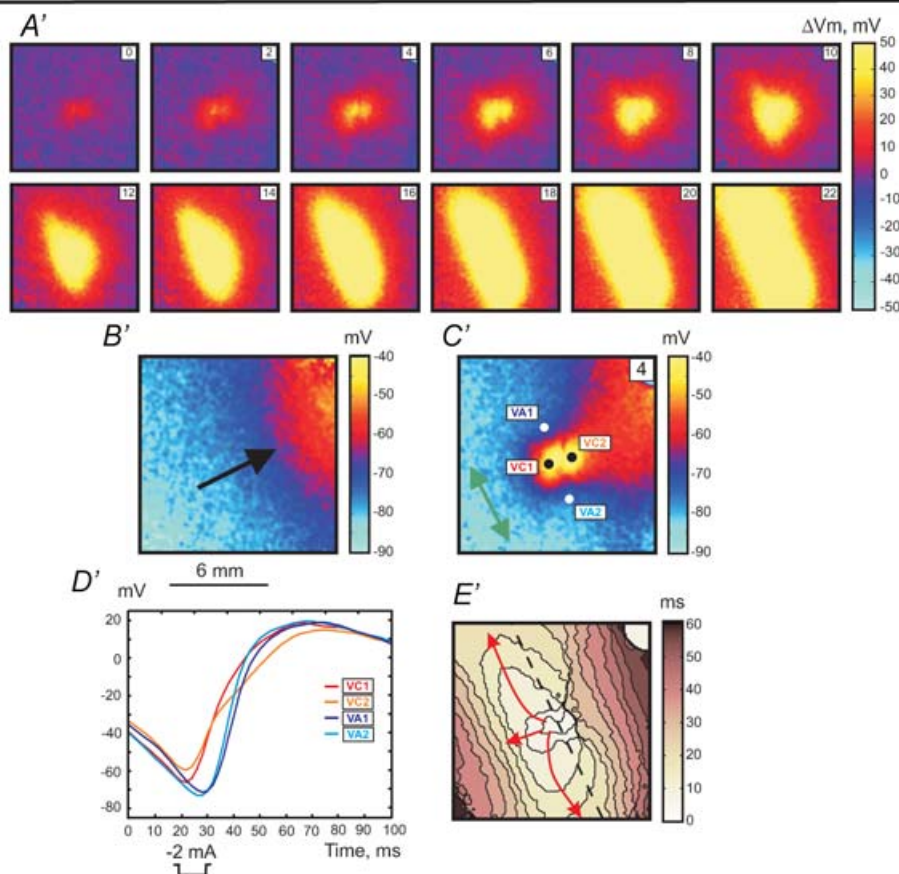 A'
ΔVm, mV
0 2 4 6 8 10
50
40
30
20
10
0
-10
-20
-30
-40
-50
12 14 16 18 20 22
B'
mV
-40
-50
-60
-70
-80
-90
C'
mV
4
VA1
VC2
VC1
VA2
-40
-50
-60
-70
-80
-90
6 mm
D'
mV
20
0
-20
-40
-60
-80
VC1
VC2
VA1
VA2
0 10 20 30 40 50 60 70 80 90 100
-2 mA
Time, ms
E'
ms
60
50
40
30
20
10
0